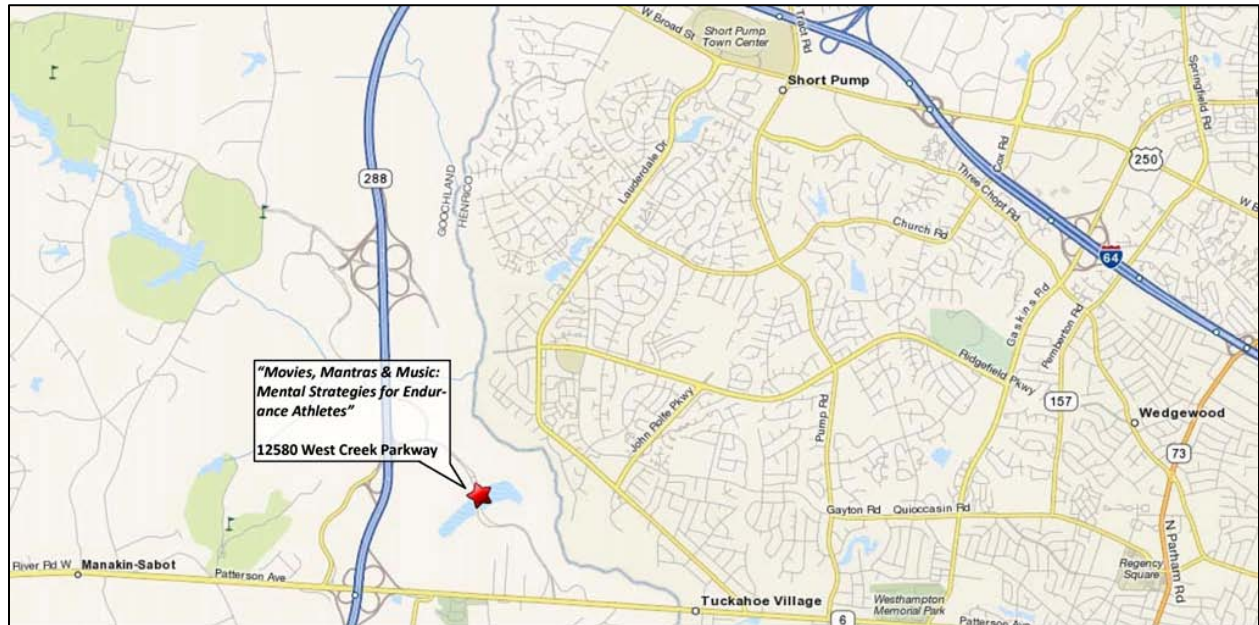 W Broad St
Short Pump
Town Center
Tract Rd
Short Pump
Springfield Rd
Cox Rd
250
288
GOOCHLAND
HENRICO
Lauderdale Dr
Three Chopt Rd
W B
Church Rd
64
Gaskins Rd
Pemberton Rd
Ridgefield Pkwy
“Movies, Mantras & Music:
Mental Strategies for Endur-
ance Athletes”
12580 West Creek Parkway
John Rolfe Pkwy
Pump Rd
157
Wedgewood
73
Gayton Rd
Quioccasin Rd
N Parham Rd
River Rd W
Manakin-Sabot
Patterson Ave
Regency
Square
Tuckahoe Village
Westhampton
Memorial Park
6
Patterson Ave